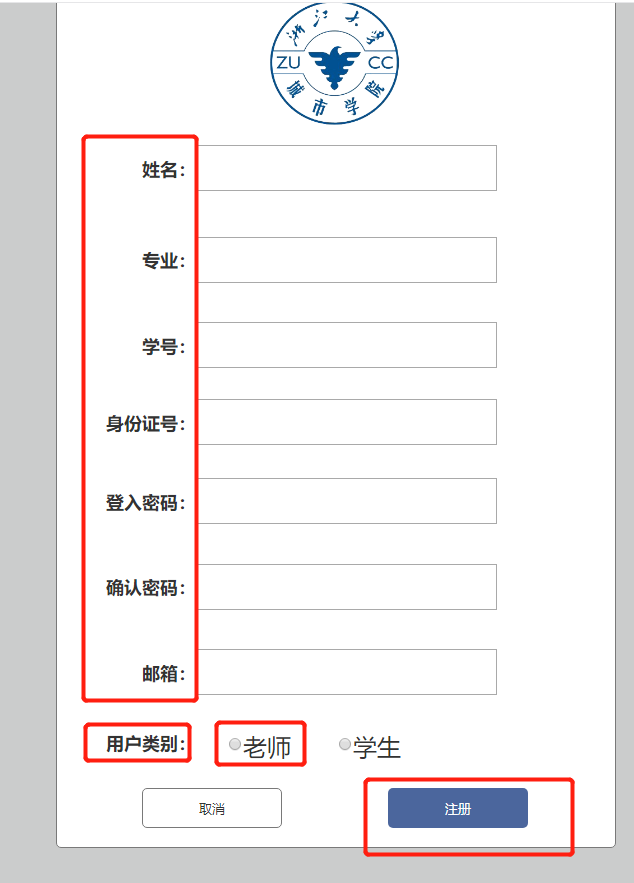 浙江大学
ZU CC
城市学院
姓名：
专业：
学号：
身份证号：
登入密码：
确认密码：
邮箱：
用户类别： 老师 学生
取消 注册